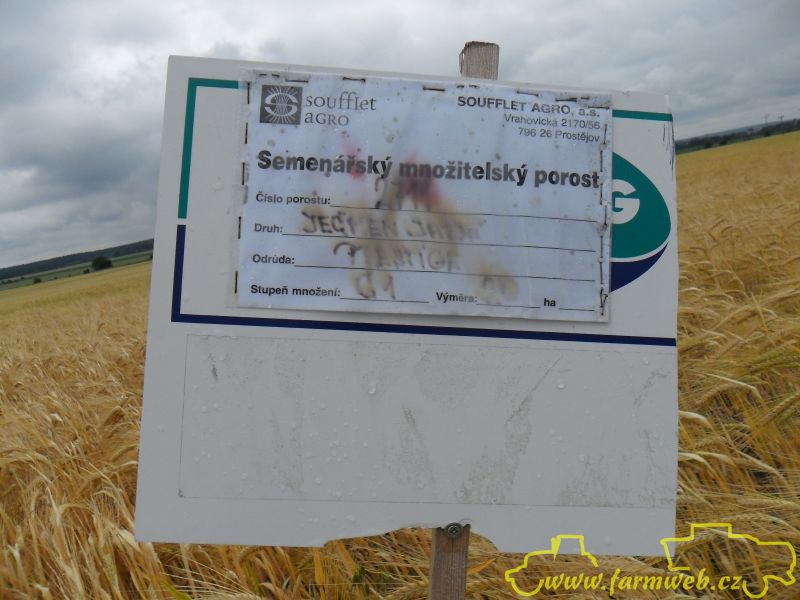 soufflet
agro
SOUFFLET AGRO, a.s.
Vrahovická 2170/56
796 26 Prostějov
Semenářský množitelský porost
Číslo porostu:
Druh: JEČMEN JARNÍ
Odrůda:
Stupeň množení: C1 Výměra: ha
G
www.farmweb.cz